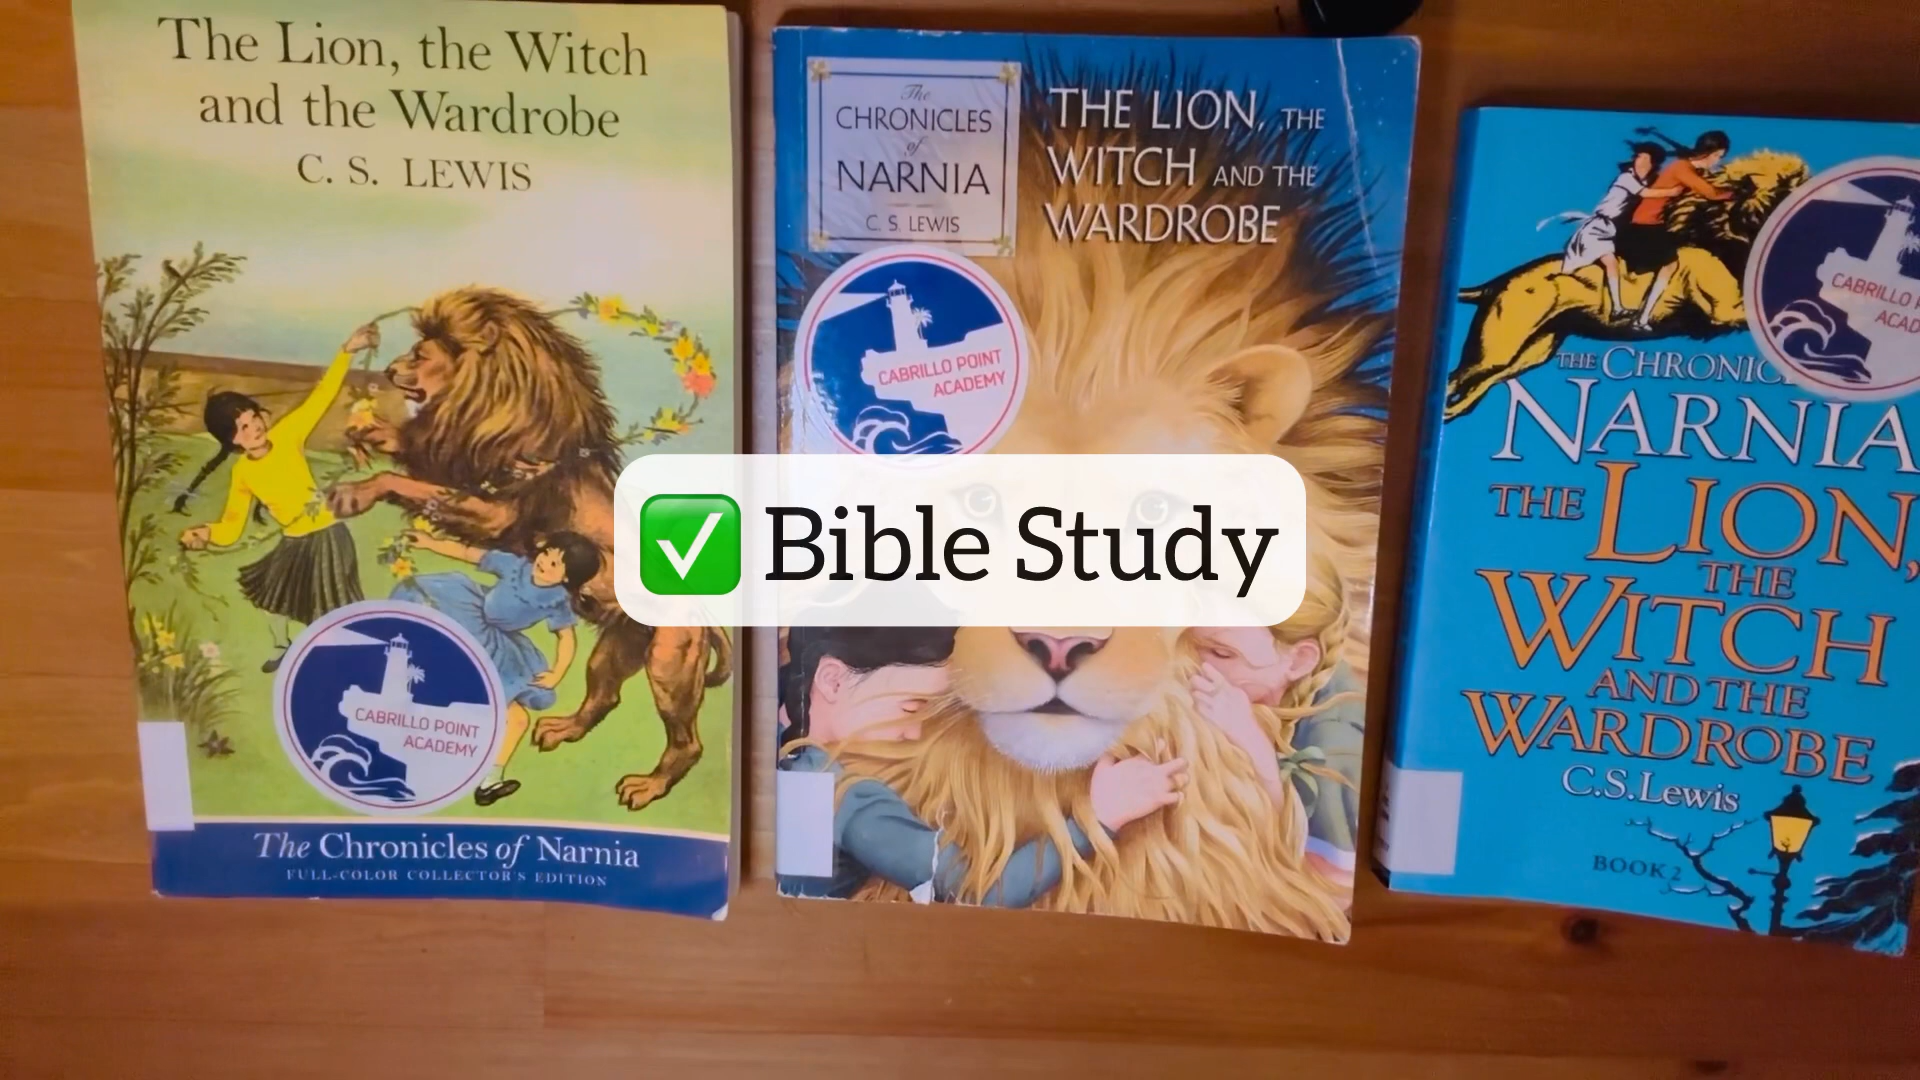 The Lion, the Witch
and the Wardrobe
C. S. LEWIS
CABRILLO POINT
ACADEMY
The Chronicles of Narnia
FULL-COLOR COLLECTOR'S EDITION
The
CHRONICLES
of
NARNIA
C. S. LEWIS
THE LION, THE
WITCH AND THE
WARDROBE
CABRILLO POINT
ACADEMY
✅ Bible Study
CABRILLO
THE CHRONIC
NARNIA
THE LION,
THE
WITCH
AND THE
WARDROBE
C.S.Lewis
BOOK 2